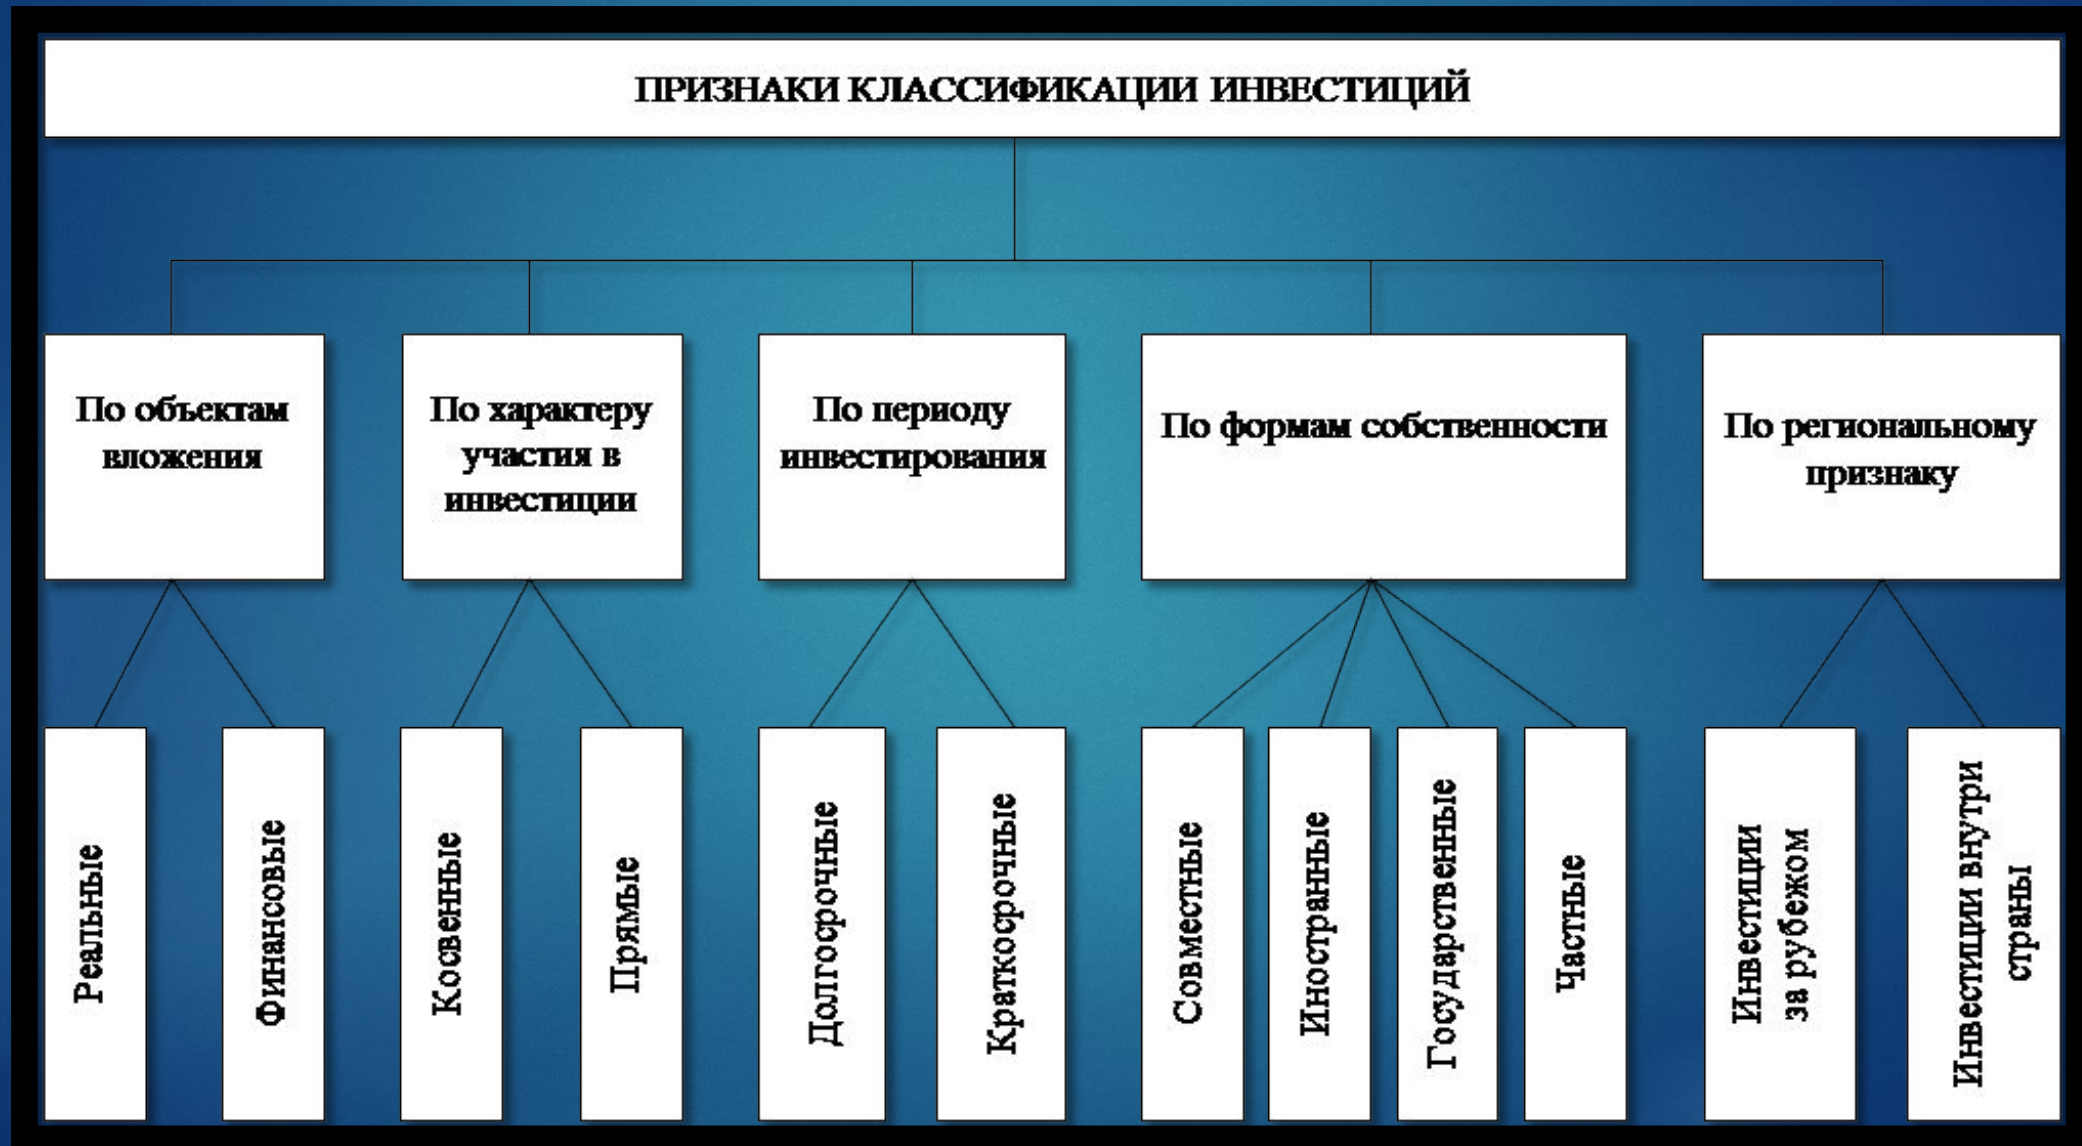 ПРИЗНАКИ КЛАССИФИКАЦИИ ИНВЕСТИЦИЙ
По объектам
вложения
По характеру
участия в
инвестиции
По периоду
инвестирования
По формам собственности
По региональному
признаку
Реальные
Финансовые
Косвенные
Прямые
Долгосрочные
Краткосрочные
Совместные
Иностранные
Государственные
Частные
Инвестиции
за рубежом
Инвестиции внутри
страны